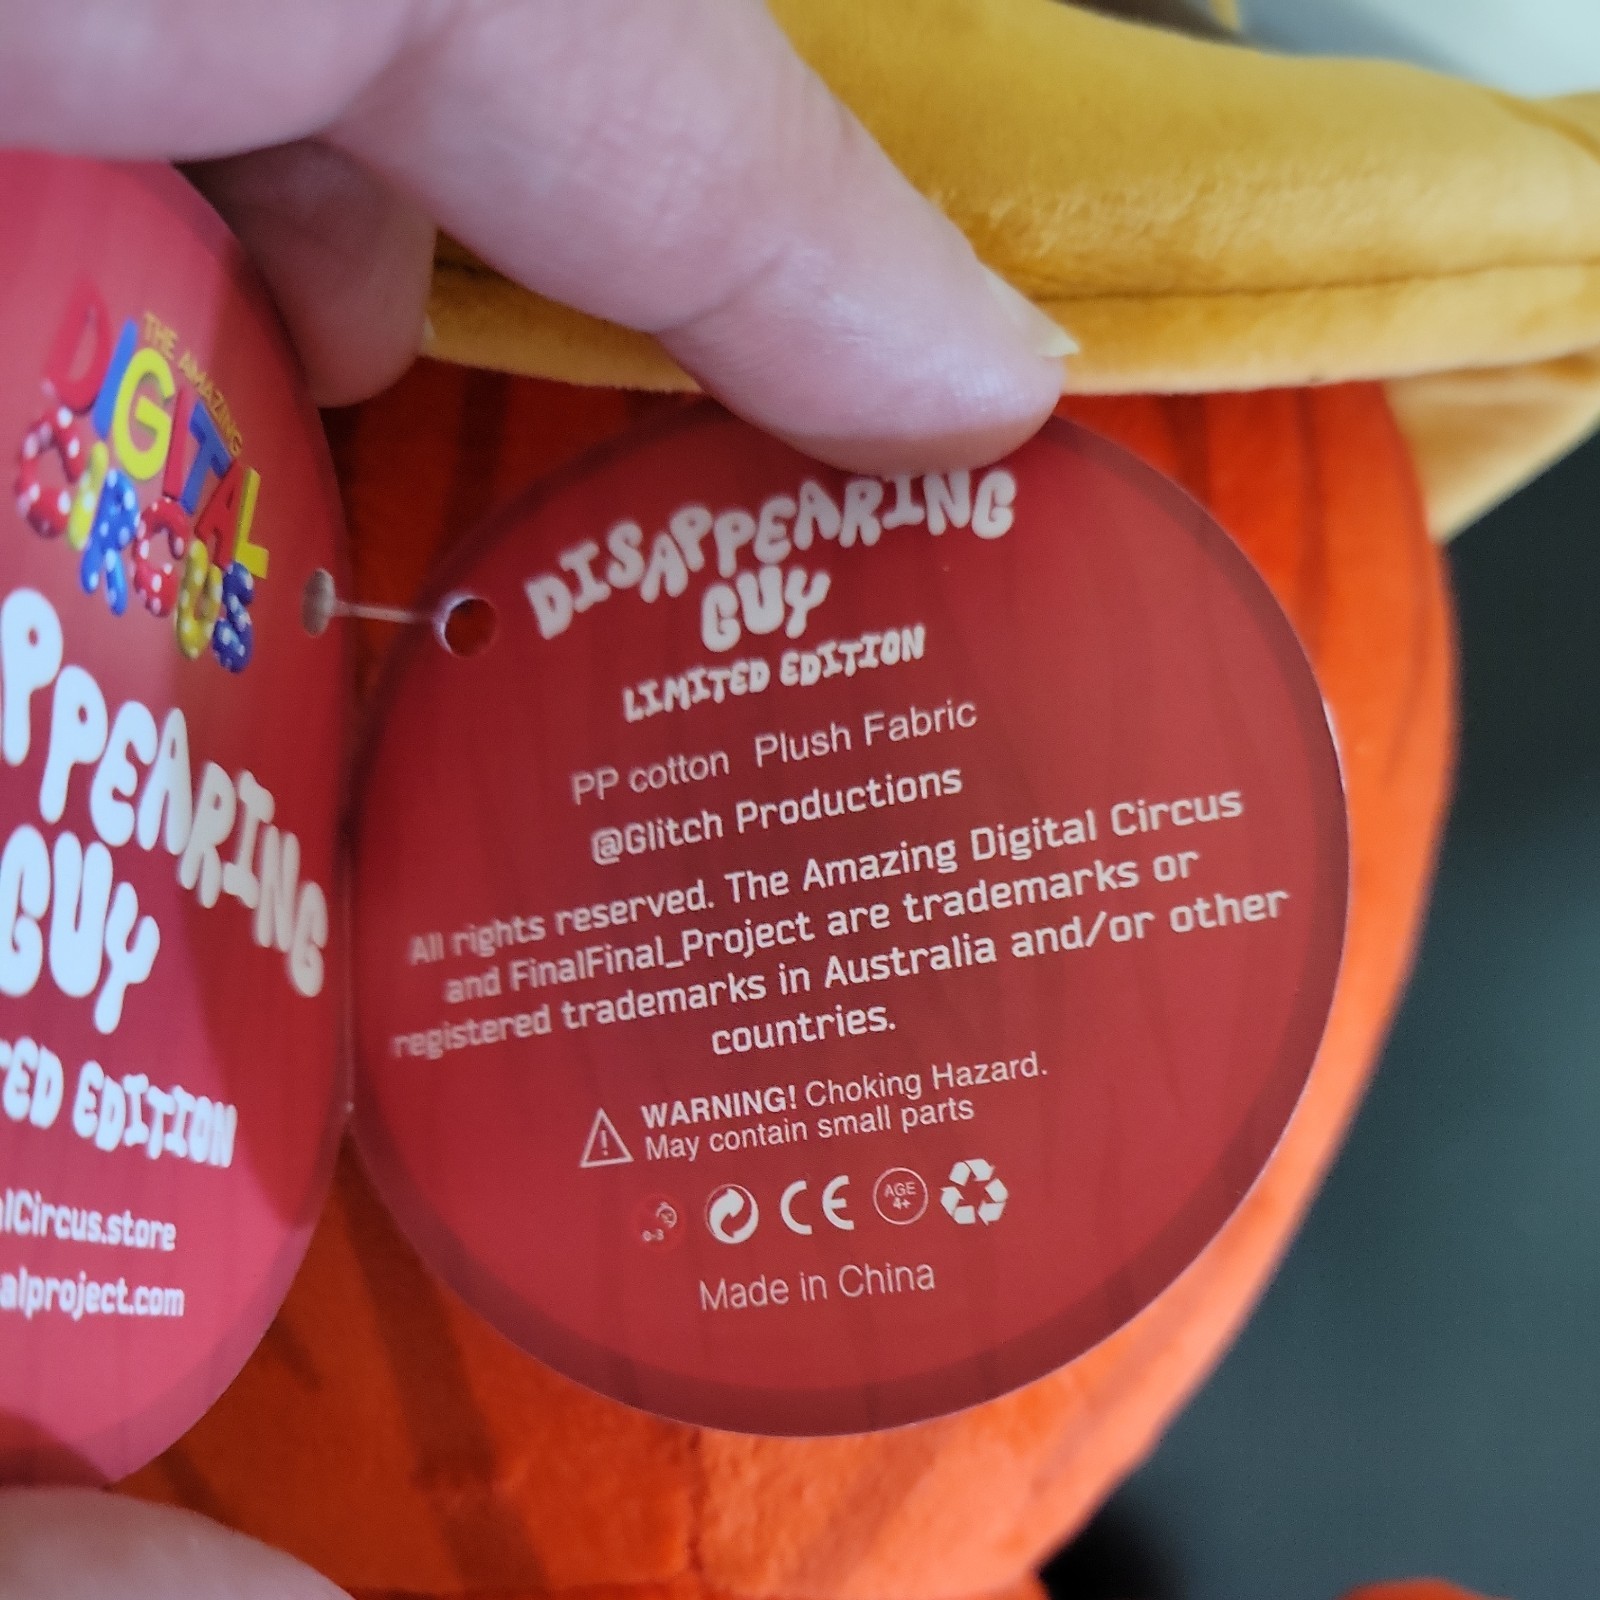 THE AMAZING
DIGITAL
CIRCUS
PPEARING
GUY
TED EDITION
lCircus.store
alproject.com
DISAPPEARING
GUY
LIMITED EDITION
PP cotton Plush Fabric
@Glitch Productions
All rights reserved. The Amazing Digital Circus
and FinalFinal_Project are trademarks or
registered trademarks in Australia and/or other
countries.
WARNING! Choking Hazard.
May contain small parts
0-3
CE
AGE
4+
Made in China